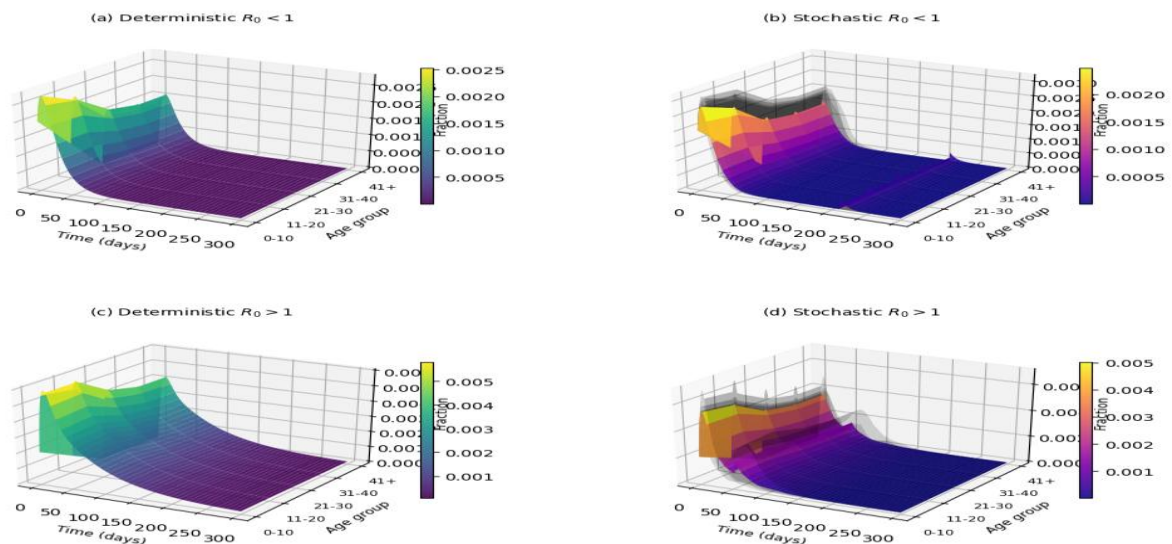 (a) Deterministic R₀ < 1
0.0025
0.0020
0.0015
0.0010
0.0005
Fraction
0 50 100 150 200 250 300
Time (days)
0-10 11-20 21-30 31-40 41+
Age group
(b) Stochastic R₀ < 1
0.0020
0.0015
0.0010
0.0005
Fraction
0 50 100 150 200 250 300
Time (days)
0-10 11-20 21-30 31-40 41+
Age group
(c) Deterministic R₀ > 1
0.005
0.004
0.003
0.002
0.001
Fraction
0 50 100 150 200 250 300
Time (days)
0-10 11-20 21-30 31-40 41+
Age group
(d) Stochastic R₀ > 1
0.005
0.004
0.003
0.002
0.001
Fraction
0 50 100 150 200 250 300
Time (days)
0-10 11-20 21-30 31-40 41+
Age group